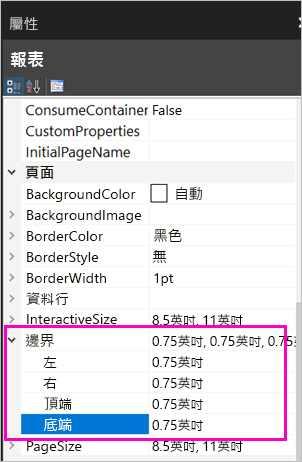 屬性
報表
ConsumeContainer False
CustomProperties
InitialPageName
頁面
BackgroundColor 自動
BackgroundImage
BorderColor 黑色
BorderStyle 無
BorderWidth 1pt
資料行
InteractiveSize 8.5英吋, 11英吋
邊界 0.75英吋, 0.75英吋, 0.75
左 0.75英吋
右 0.75英吋
頂端 0.75英吋
底端 0.75英吋
PageSize 8.5英吋, 11英吋